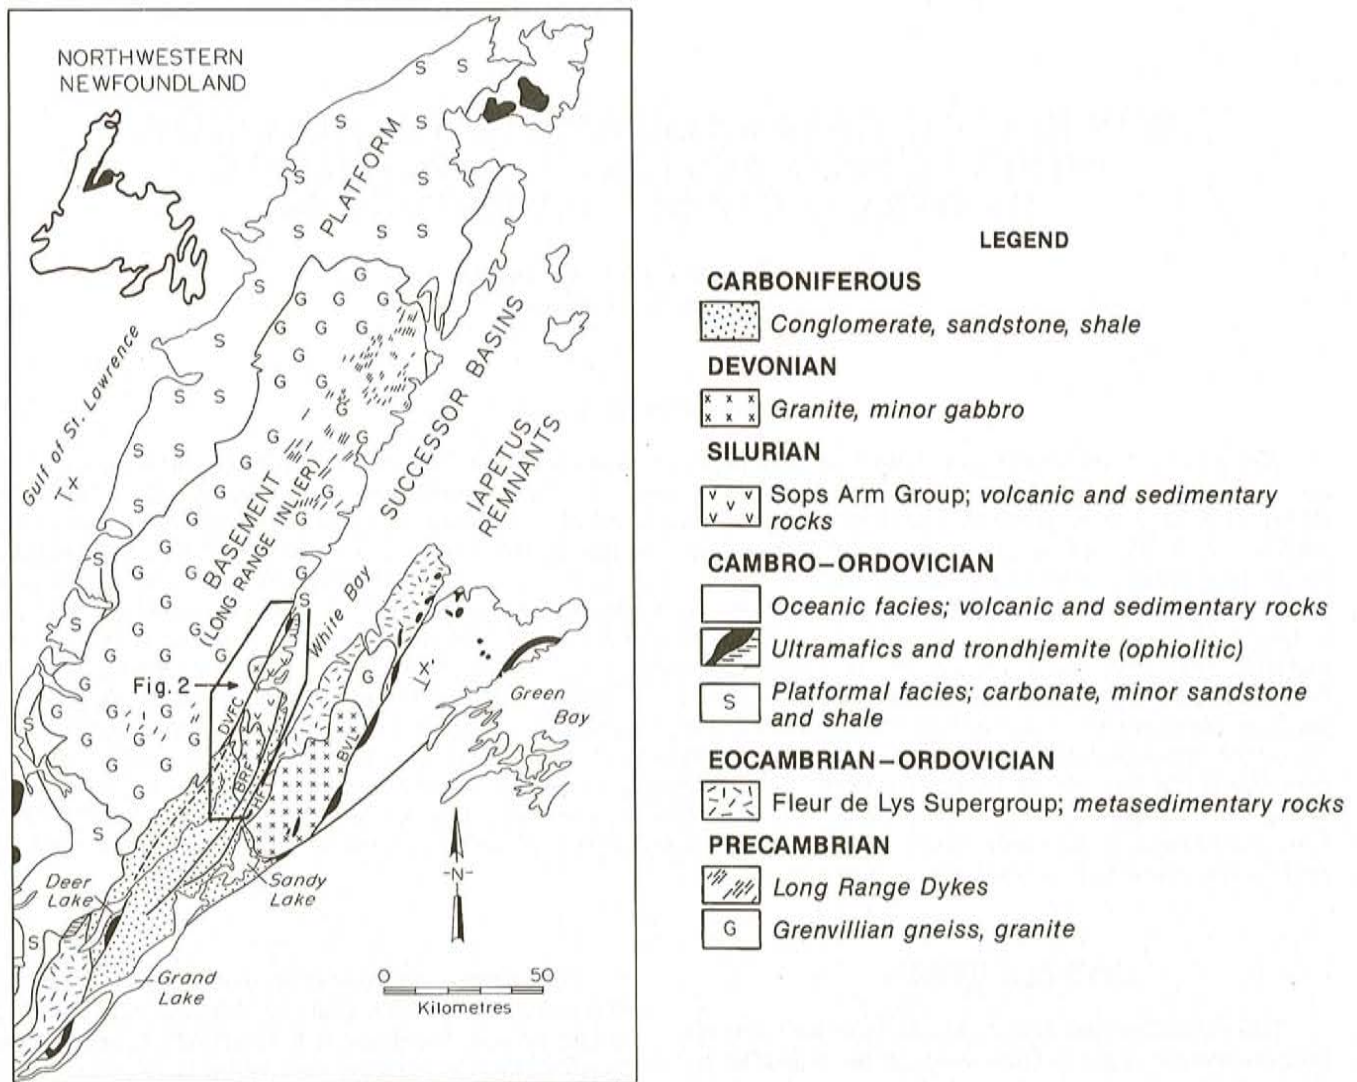 NORTHWESTERN
NEWFOUNDLAND
PLATFORM
Gulf of St. Lawrence
Tx
BASEMENT
(LONG RANGE INLIER)
SUCCESSOR BASINS
IAPETUS
REMNANTS
White Bay
Fig. 2
DVFC
BVL
Tx'
Green
Bay
Sandy
Lake
Deer
Lake
Grand
Lake
-N-
0 50
Kilometres
LEGEND
CARBONIFEROUS
Conglomerate, sandstone, shale
DEVONIAN
Granite, minor gabbro
SILURIAN
Sops Arm Group; volcanic and sedimentary
rocks
CAMBRO-ORDOVICIAN
Oceanic facies; volcanic and sedimentary rocks
Ultramafics and trondhjemite (ophiolitic)
S Platformal facies; carbonate, minor sandstone
and shale
EOCAMBRIAN-ORDOVICIAN
Fleur de Lys Supergroup; metasedimentary rocks
PRECAMBRIAN
Long Range Dykes
G Grenvillian gneiss, granite